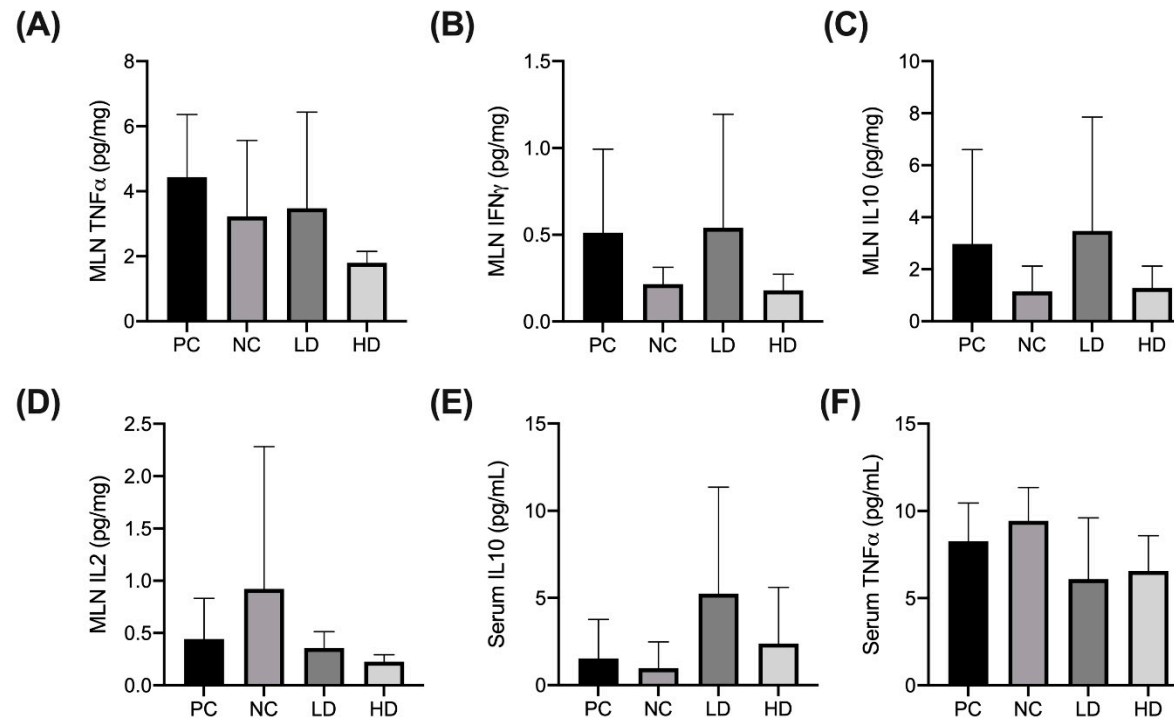 (A)
MLN TNFα (pg/mg)
8
6
4
2
0
PC NC LD HD
(B)
MLN IFNγ (pg/mg)
1.5
1.0
0.5
0.0
PC NC LD HD
(C)
MLN IL10 (pg/mg)
10
8
6
4
2
0
PC NC LD HD
(D)
MLN IL2 (pg/mg)
2.5
2.0
1.5
1.0
0.5
0.0
PC NC LD HD
(E)
Serum IL10 (pg/mL)
15
10
5
0
PC NC LD HD
(F)
Serum TNFα (pg/mL)
15
10
5
0
PC NC LD HD